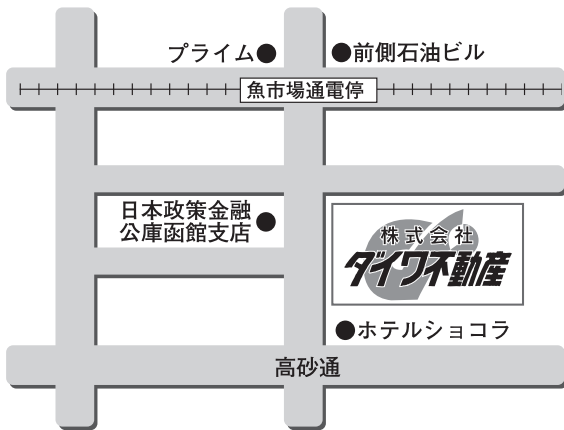 プライム
前側石油ビル
魚市場通電停
日本政策金融
公庫函館支店
株式会社
ダイワ不動産
ホテルショコラ
高砂通